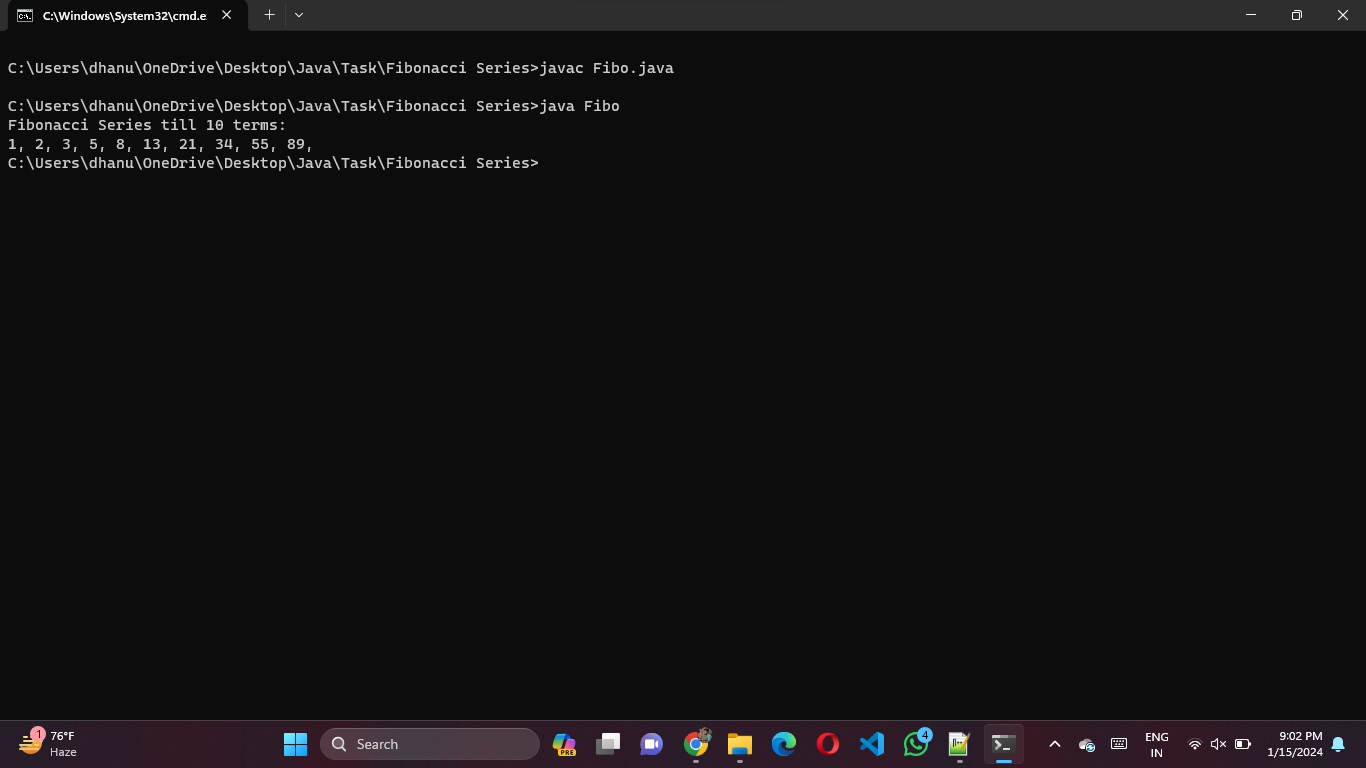 C:\Windows\System32\cmd.e
C:\Users\dhanu\OneDrive\Desktop\Java\Task\Fibonacci Series>javac Fibo.java
C:\Users\dhanu\OneDrive\Desktop\Java\Task\Fibonacci Series>java Fibo
Fibonacci Series till 10 terms:
1, 2, 3, 5, 8, 13, 21, 34, 55, 89,
C:\Users\dhanu\OneDrive\Desktop\Java\Task\Fibonacci Series>
1
76°F
Haze
Search
PRE
4
ENG
IN
9:02 PM
1/15/2024